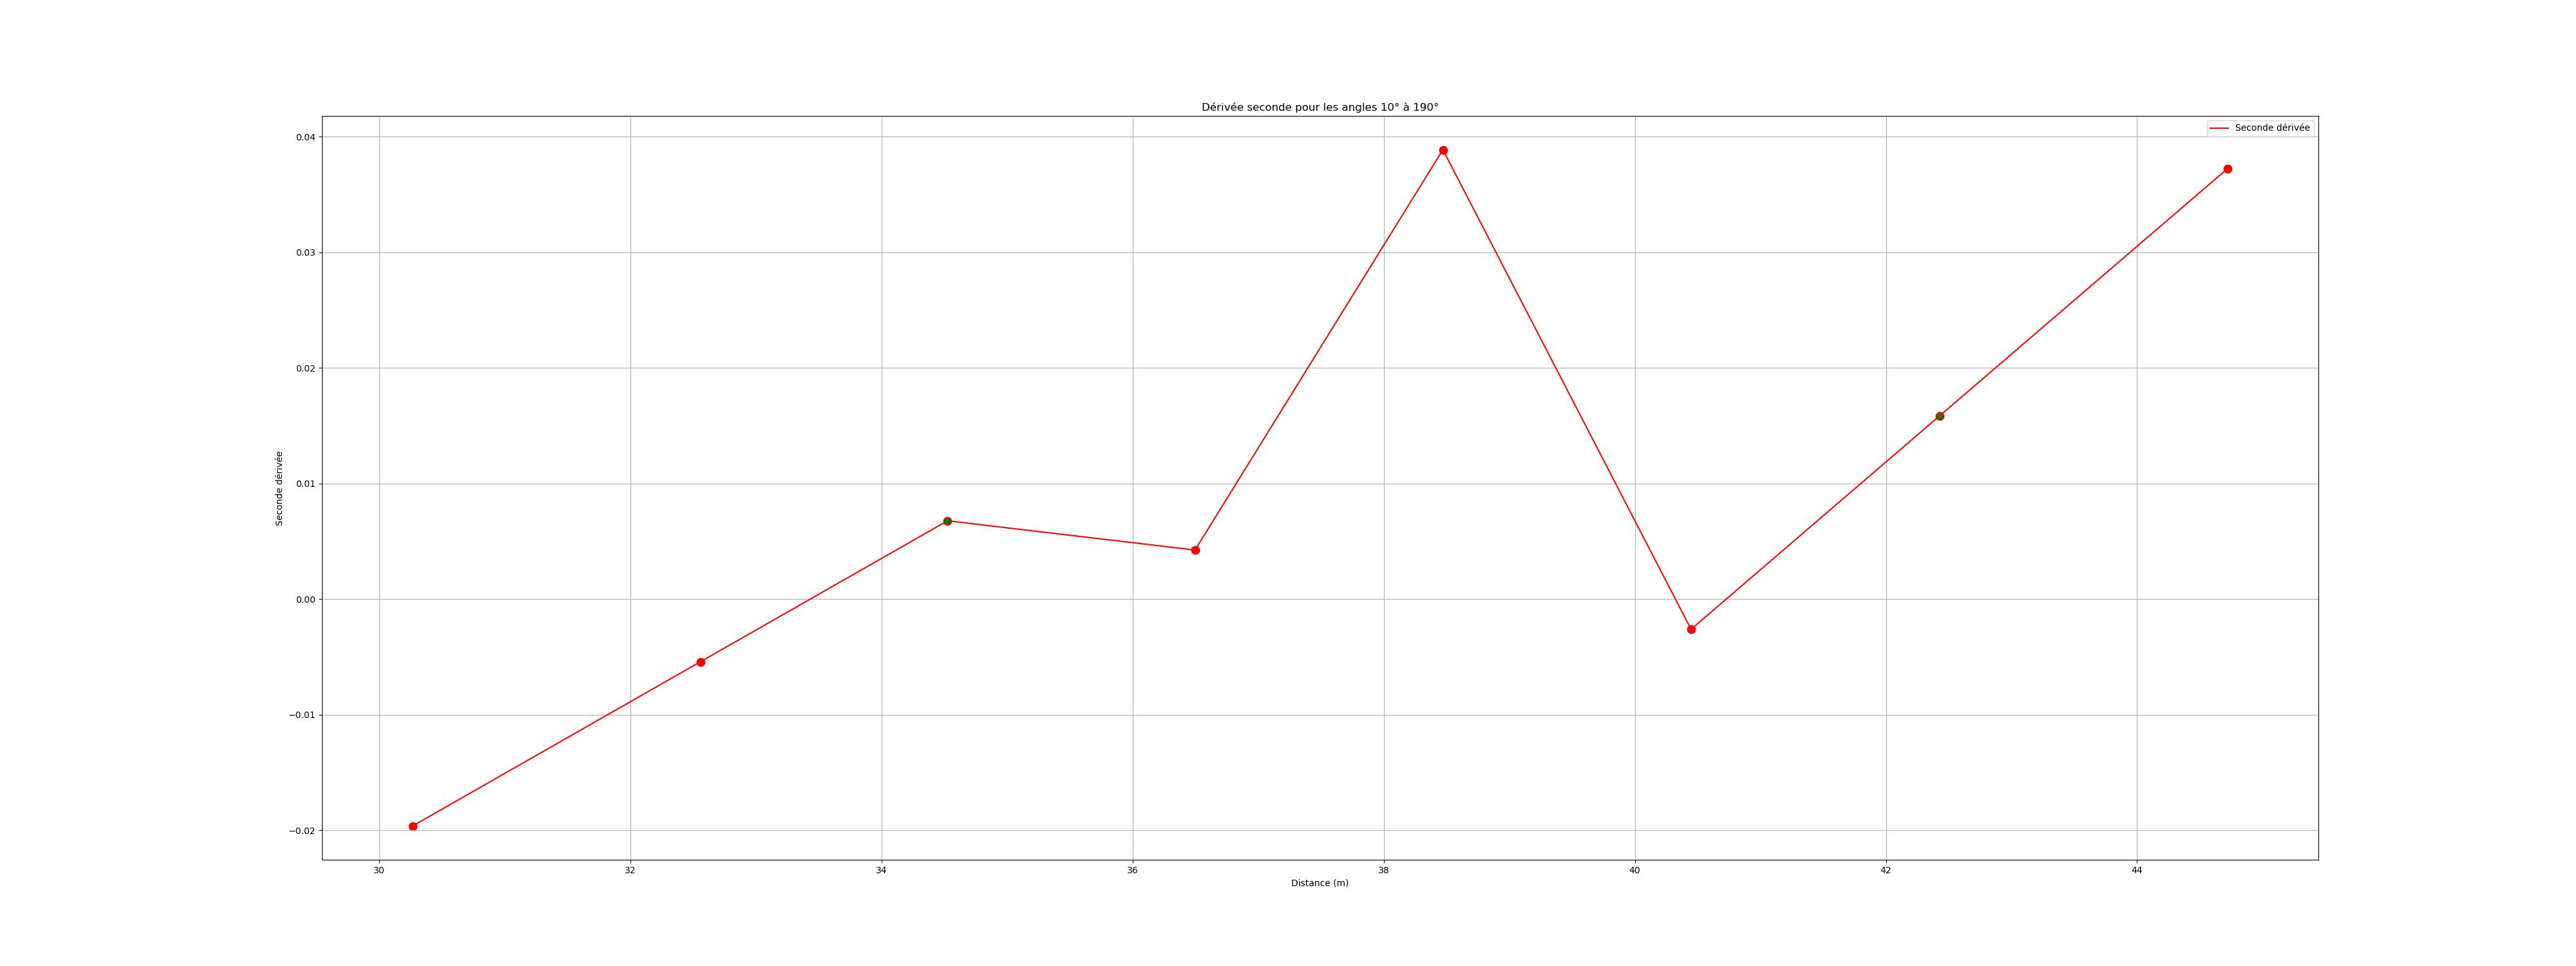 Dérivée seconde pour les angles 10° à 190°
Seconde dérivée
0.04
0.03
0.02
0.01
0.00
−0.01
−0.02
Seconde dérivée
30 32 34 36 38 40 42 44
Distance (m)